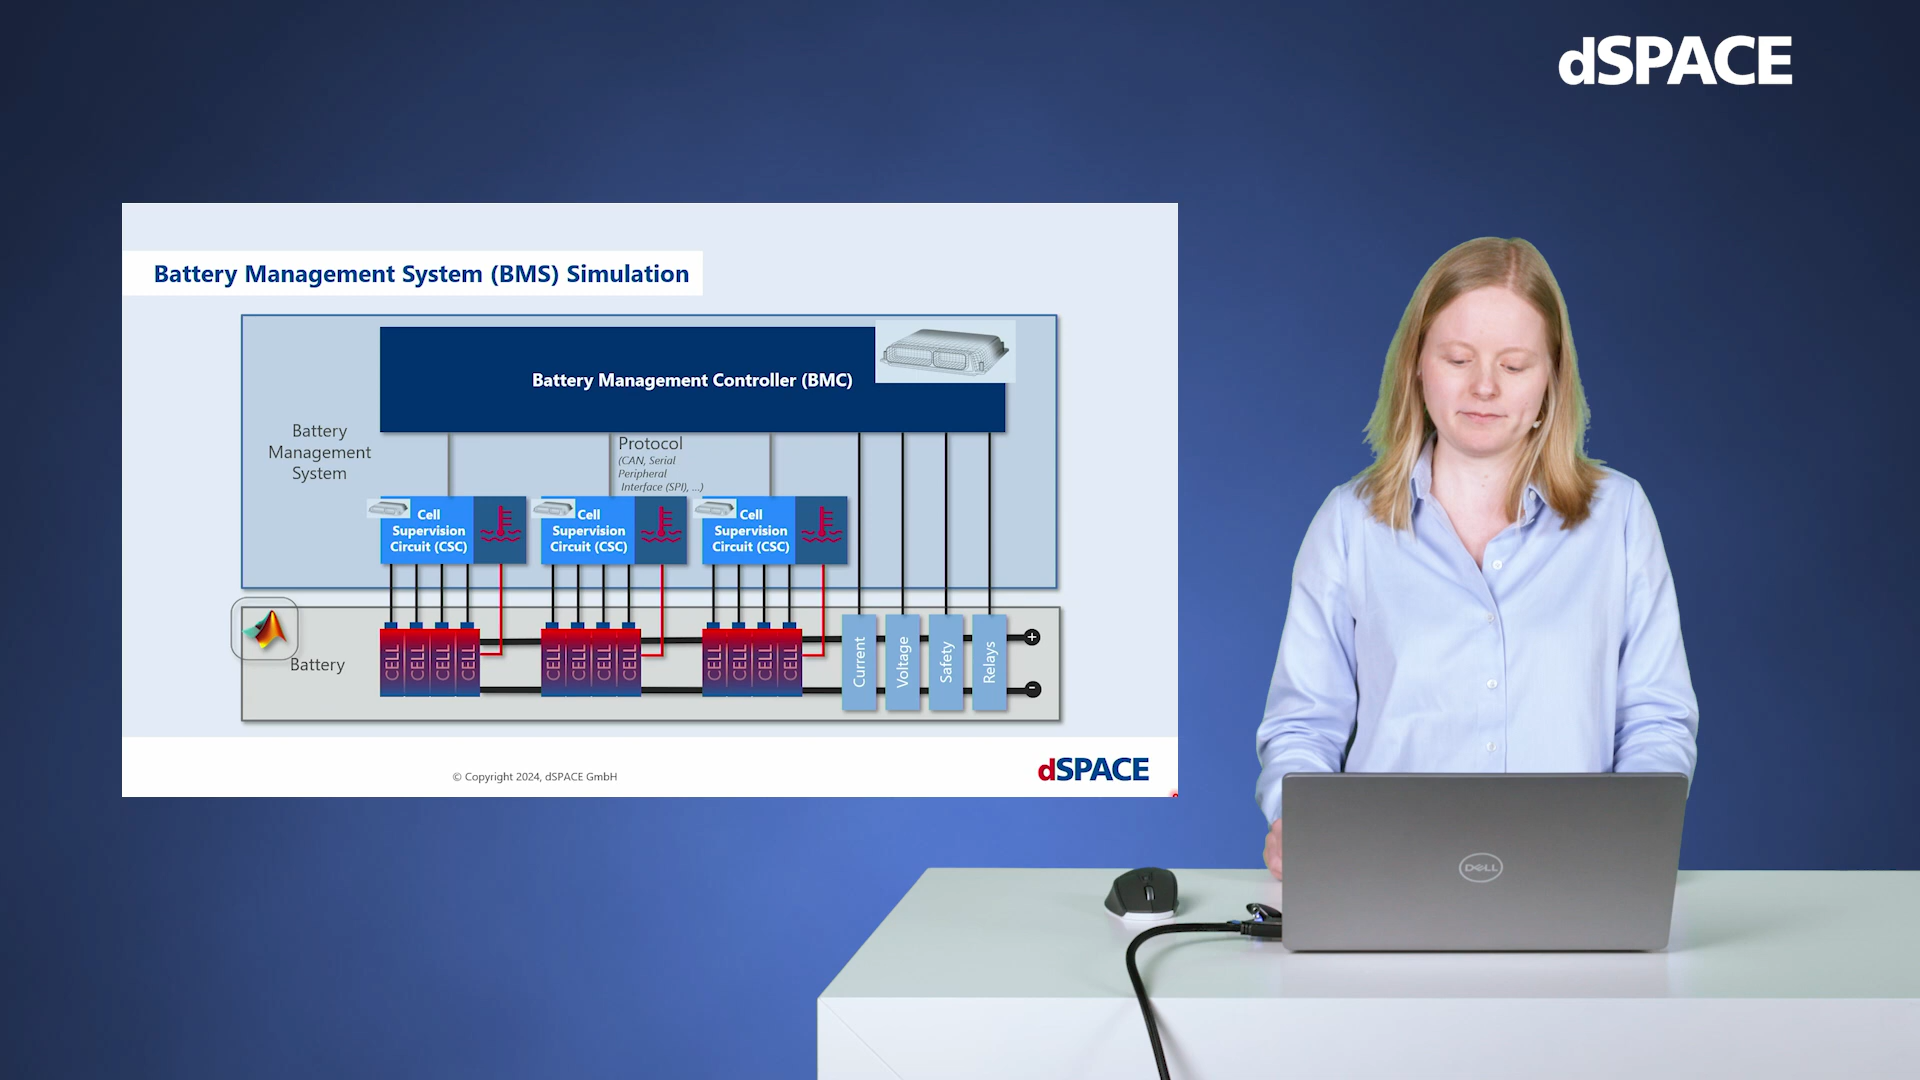 dSPACE
Battery Management System (BMS) Simulation
Battery Management Controller (BMC)
Battery
Management
System
Protocol
(CAN, Serial
Peripheral
Interface (SPI), ...)
Cell
Supervision
Circuit (CSC)
Cell
Supervision
Circuit (CSC)
Cell
Supervision
Circuit (CSC)
Battery
CELL
CELL
CELL
CELL
CELL
CELL
CELL
CELL
CELL
CELL
CELL
CELL
Current
Voltage
Safety
Relays
+
-
© Copyright 2024, dSPACE GmbH
dSPACE
DELL